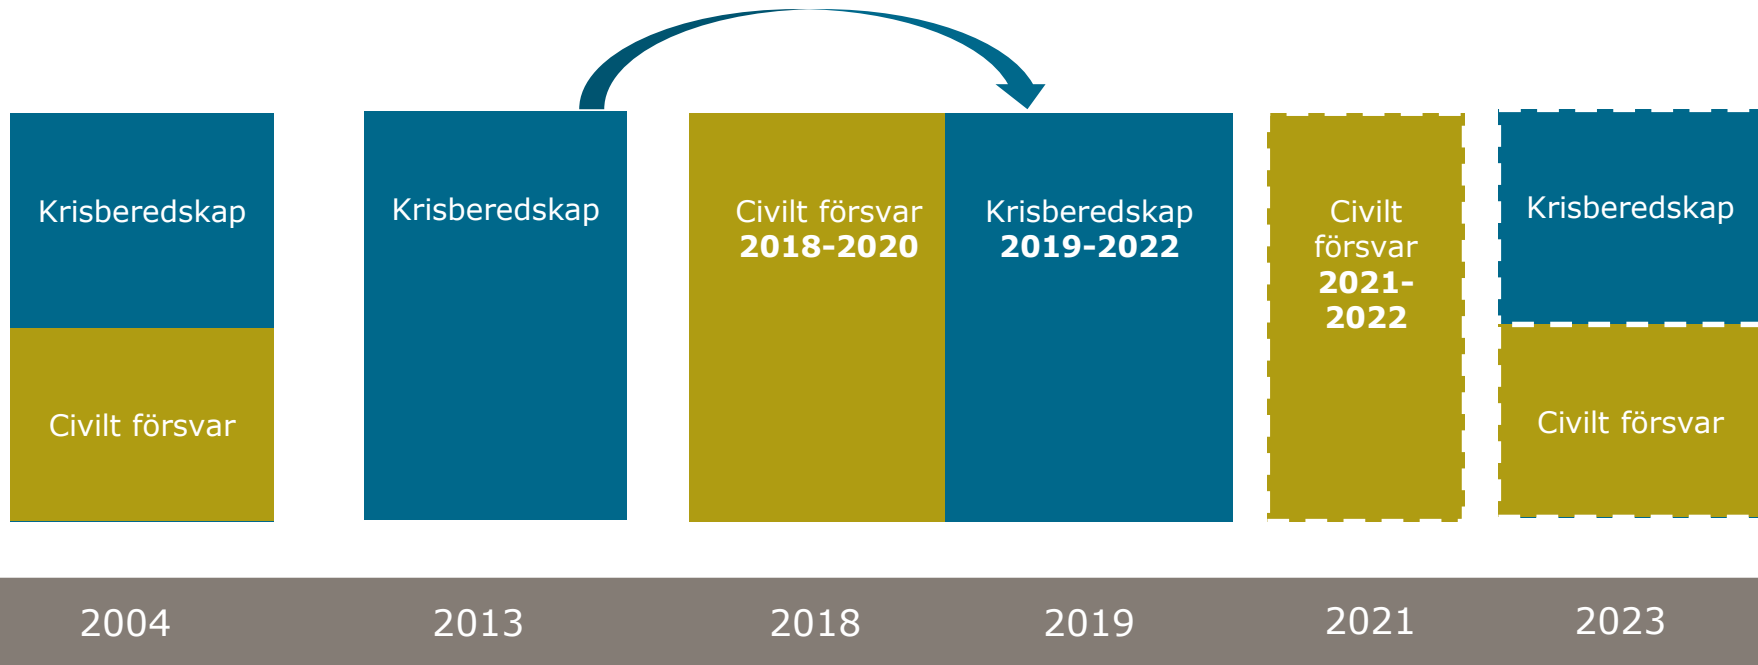 Krisberedskap
Civilt försvar
Krisberedskap
Civilt försvar
2018-2020
Krisberedskap
2019-2022
Civilt
försvar
2021-
2022
Krisberedskap
Civilt försvar
2004
2013
2018
2019
2021
2023